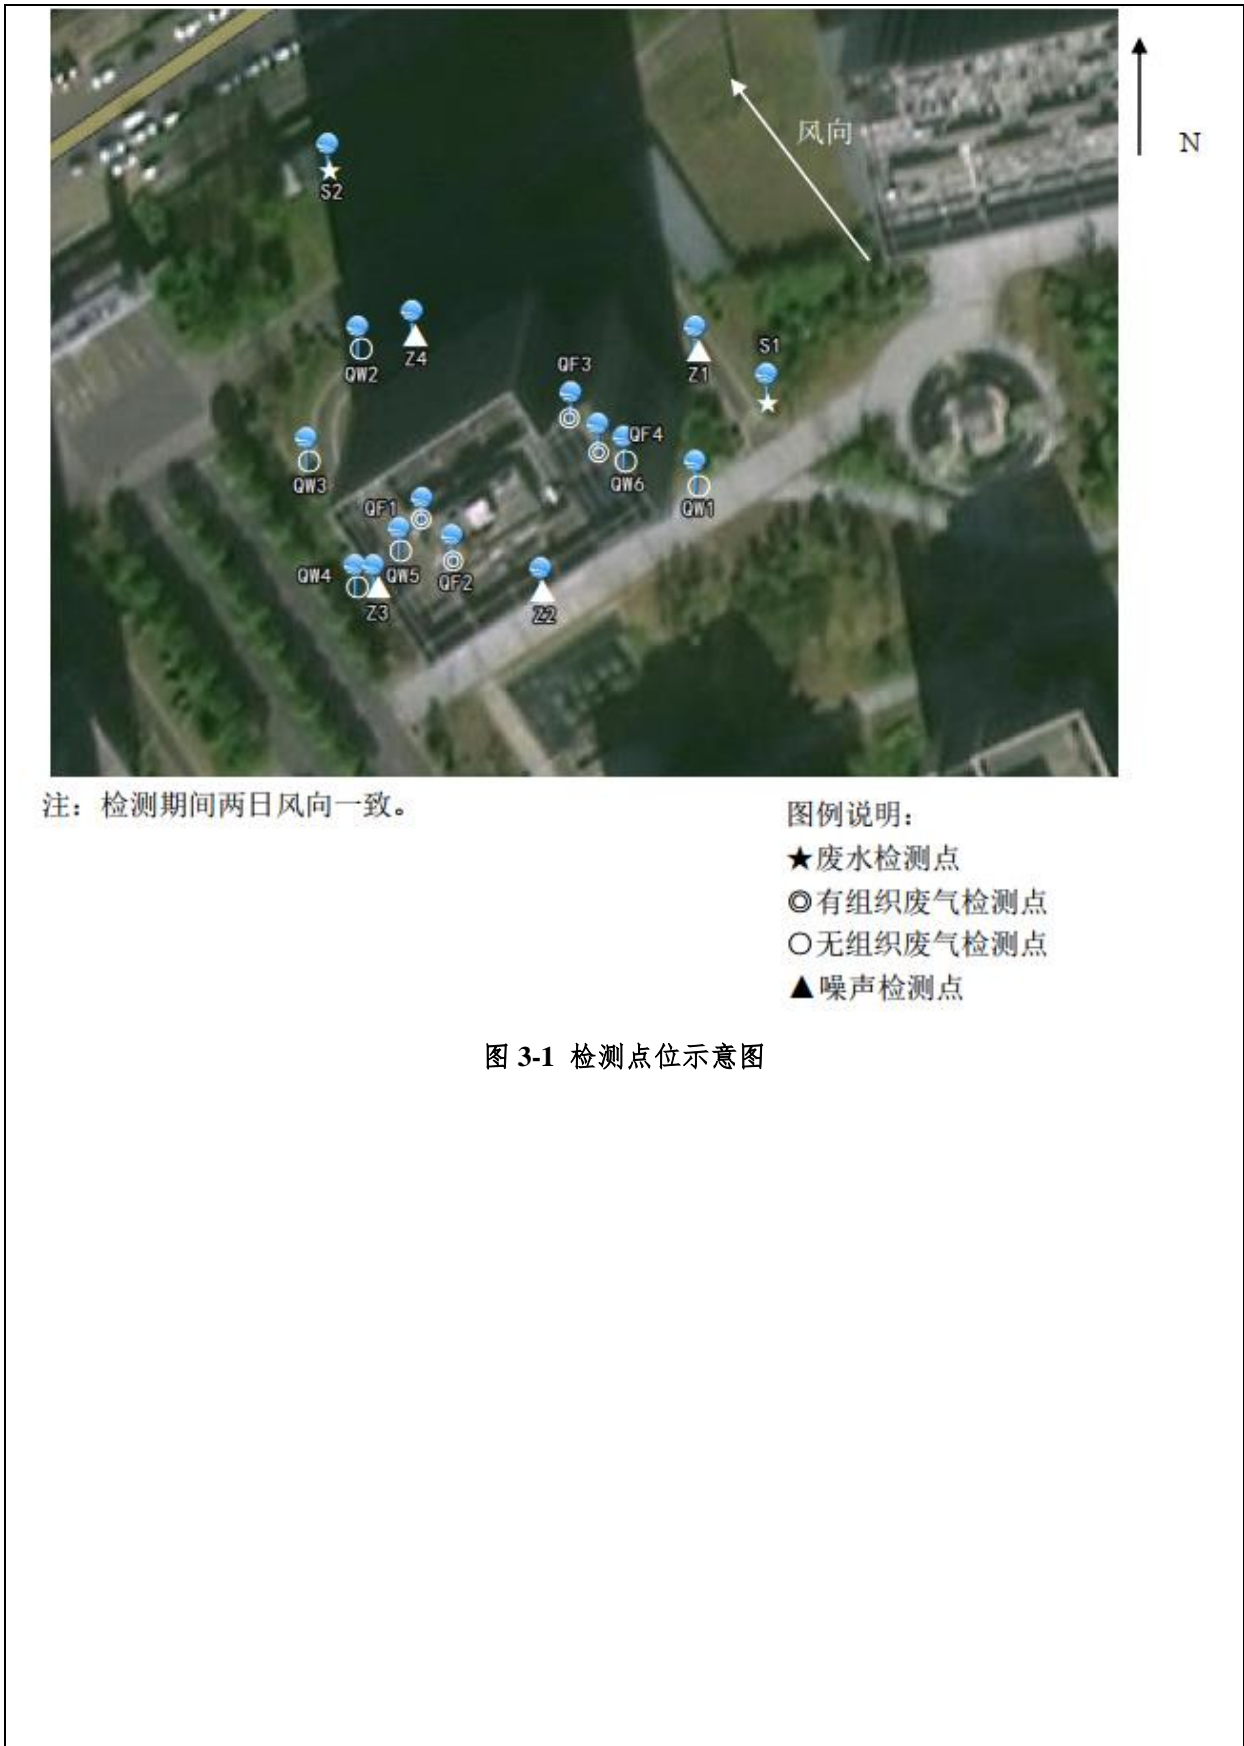 风向
N
S2
S1
QW2
Z4
QF3
Z1
QF4
QW3
QW6
QW1
QF1
QW4
QW5
QF2
Z3
Z2
注：检测期间两日风向一致。
图例说明：
★废水检测点
◎有组织废气检测点
○无组织废气检测点
▲噪声检测点
图 3-1 检测点位示意图